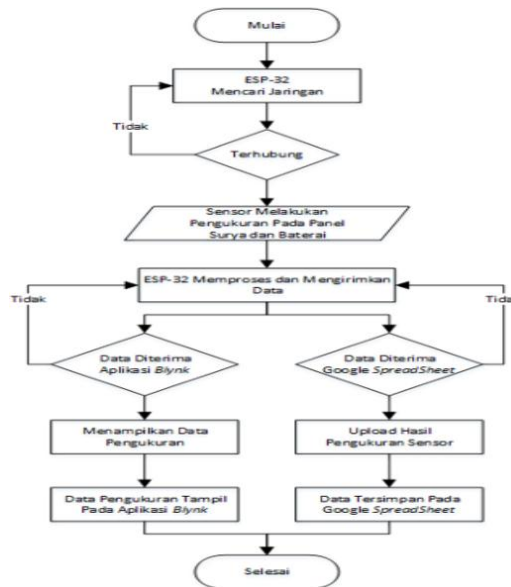 Mulai
ESP-32
Mencari Jaringan
Tidak
Terhubung
Sensor Melakukan
Pengukuran Pada Panel
Surya dan Baterai
ESP-32 Memproses dan Mengirimkan
Data
Tidak
Tida
Data Diterima
Aplikasi Blynk
Data Diterima
Google SpreadSheet
Menampilkan Data
Pengukuran
Upload Hasil
Pengukuran Sensor
Data Pengukuran Tampil
Pada Aplikasi Blynk
Data Tersimpan Pada
Google SpreadSheet
Selesai